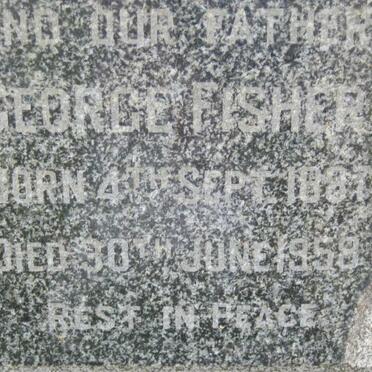 AND OUR FATHER
GEORGE FISHER
BORN 4TH SEPT. 1887
DIED 30TH JUNE 1958
REST IN PEACE